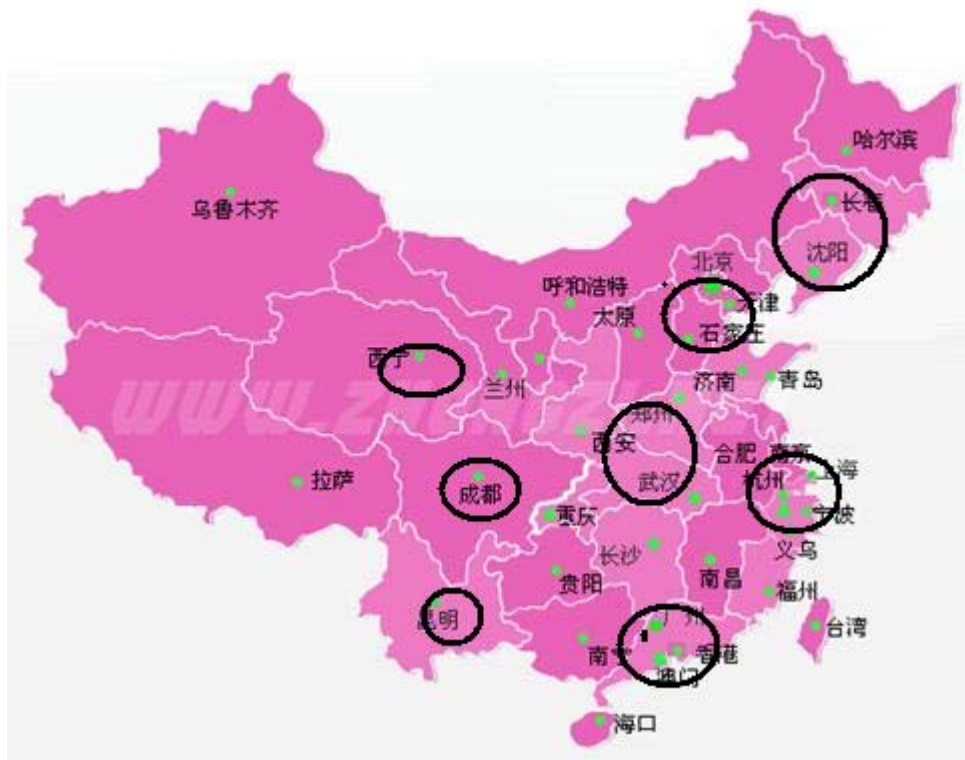 哈尔滨
长春
乌鲁木齐
沈阳
北京
呼和浩特
天津
太原
石家庄
西宁
兰州
济南
青岛
郑州
西安
合肥
南京
上海
拉萨
成都
武汉
杭州
宁波
重庆
义乌
长沙
贵阳
南昌
福州
昆明
广州
台湾
南宁
香港
澳门
海口